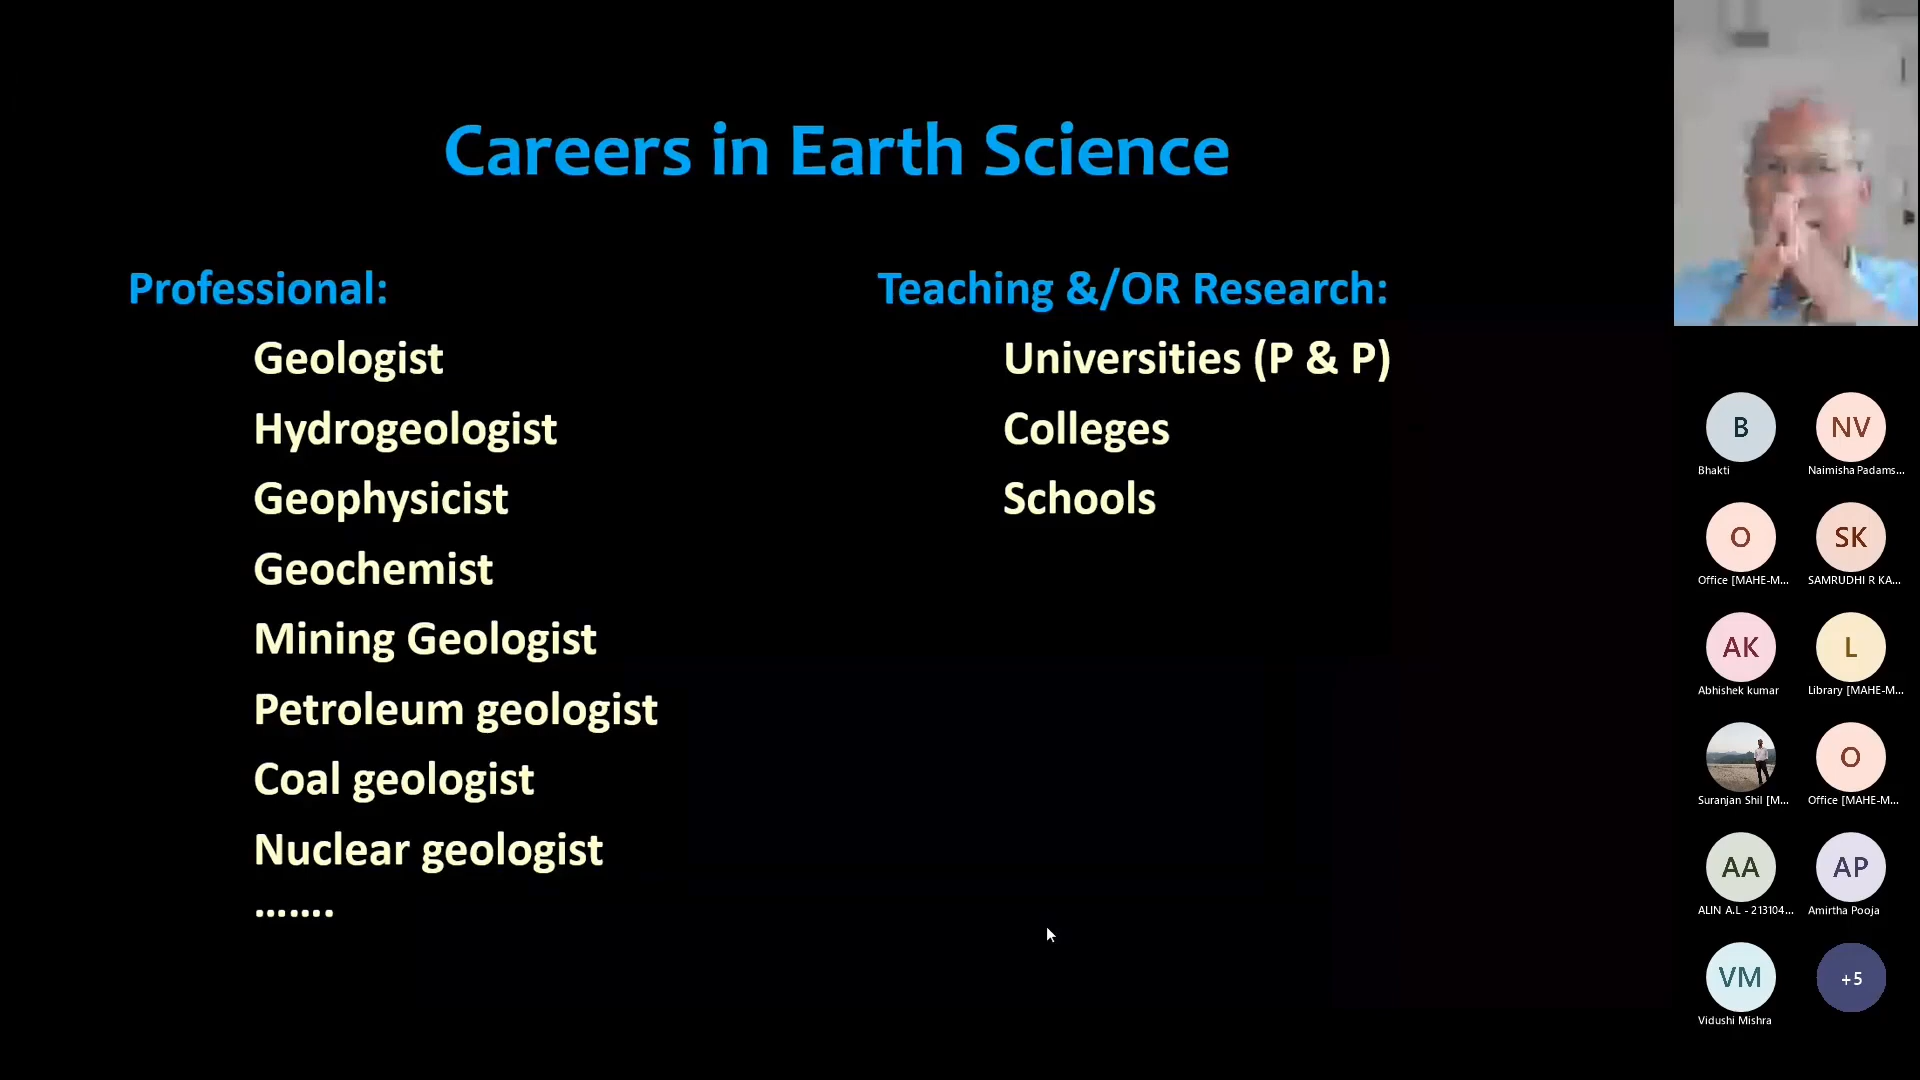 Careers in Earth Science
Professional:
Geologist
Hydrogeologist
Geophysicist
Geochemist
Mining Geologist
Petroleum geologist
Coal geologist
Nuclear geologist
.......
Teaching &/OR Research:
Universities (P & P)
Colleges
Schools
B
Bhakti
NV
Naimisha Padams...
O
Office [MAHE-M...
SK
SAMRUDHI R KA...
AK
Abhishek kumar
L
Library [MAHE-M...
Suranjan Shil [M...
O
Office [MAHE-M...
AA
ALIN A.L - 213104...
AP
Amirtha Pooja
VM
Vidushi Mishra
+5